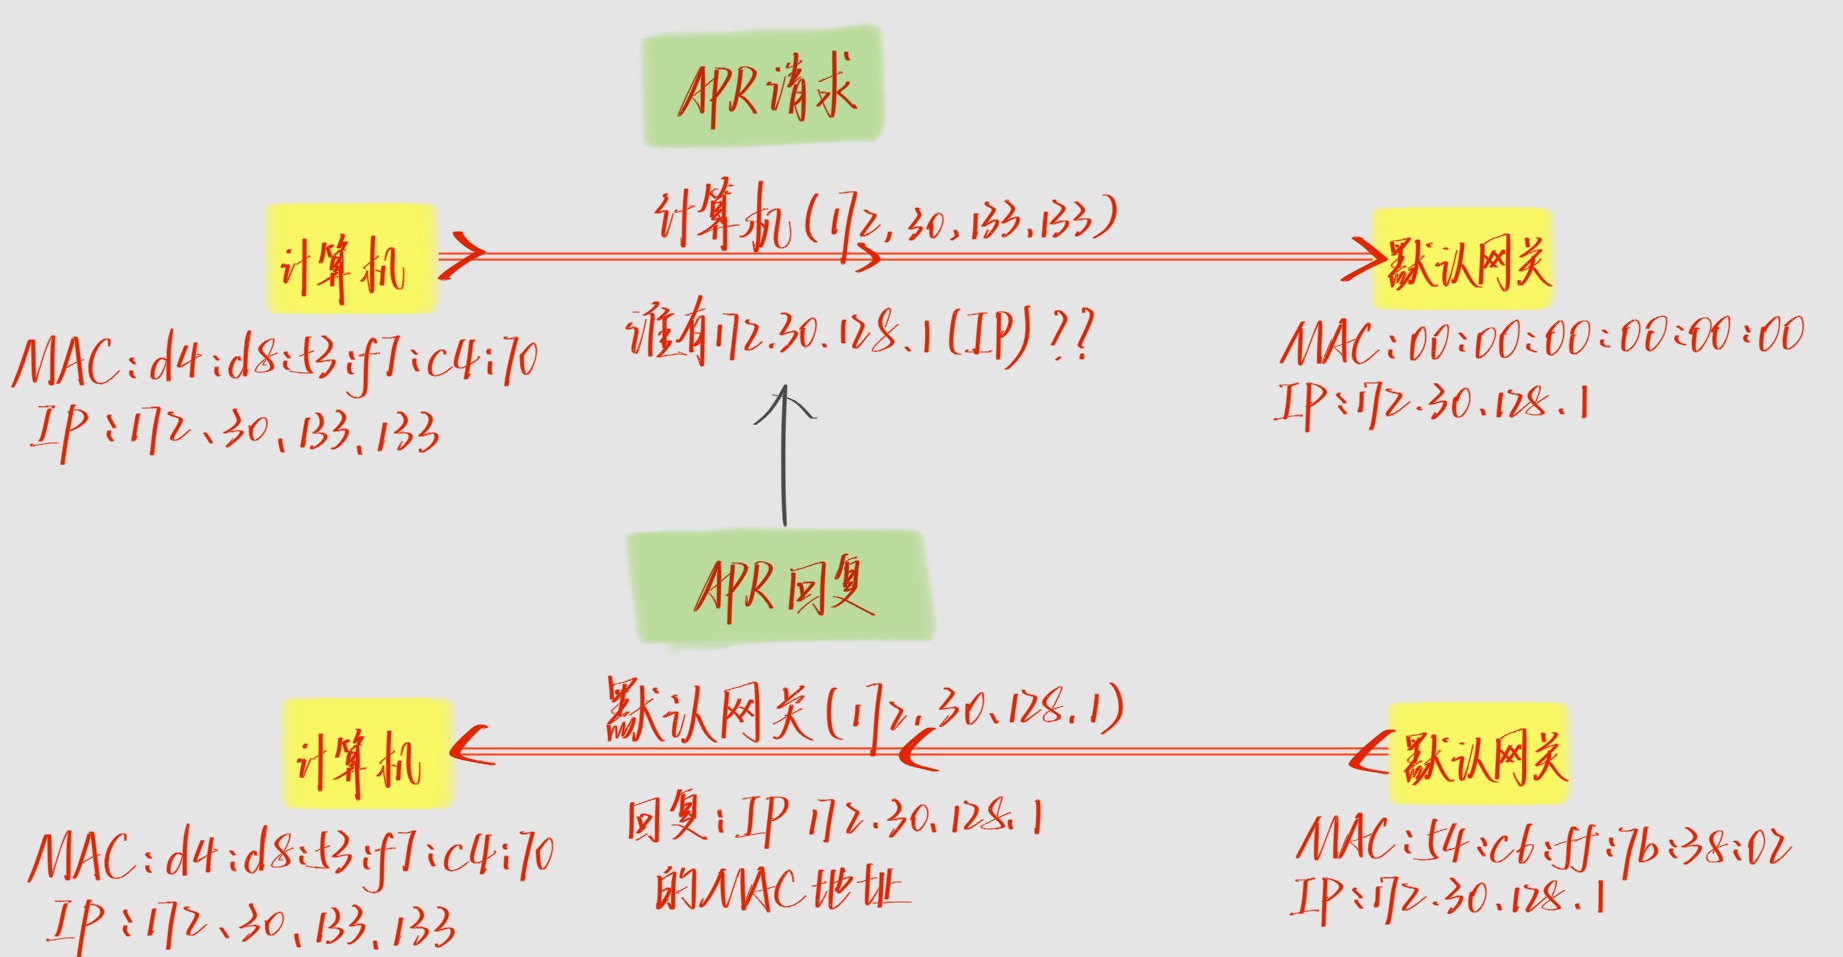 APR请求
计算机(172,30,133.133)
计算机
默认网关
谁有172.30.128.1(IP)??
MAC:d4:d8:53:f7:c4:70
IP:172、30、133、133
MAC:00:00:00:00:00:00
IP:172.30.128.1
APR回复
默认网关(172,30、128.1)
计算机
默认网关
回复:IP 172.30.128.1
的MAC地址
MAC:d4:d8:53:f7:c4:70
IP:172、30、133、133
MAC:54:c6:ff:7b:38:02
IP:172.30.128.1